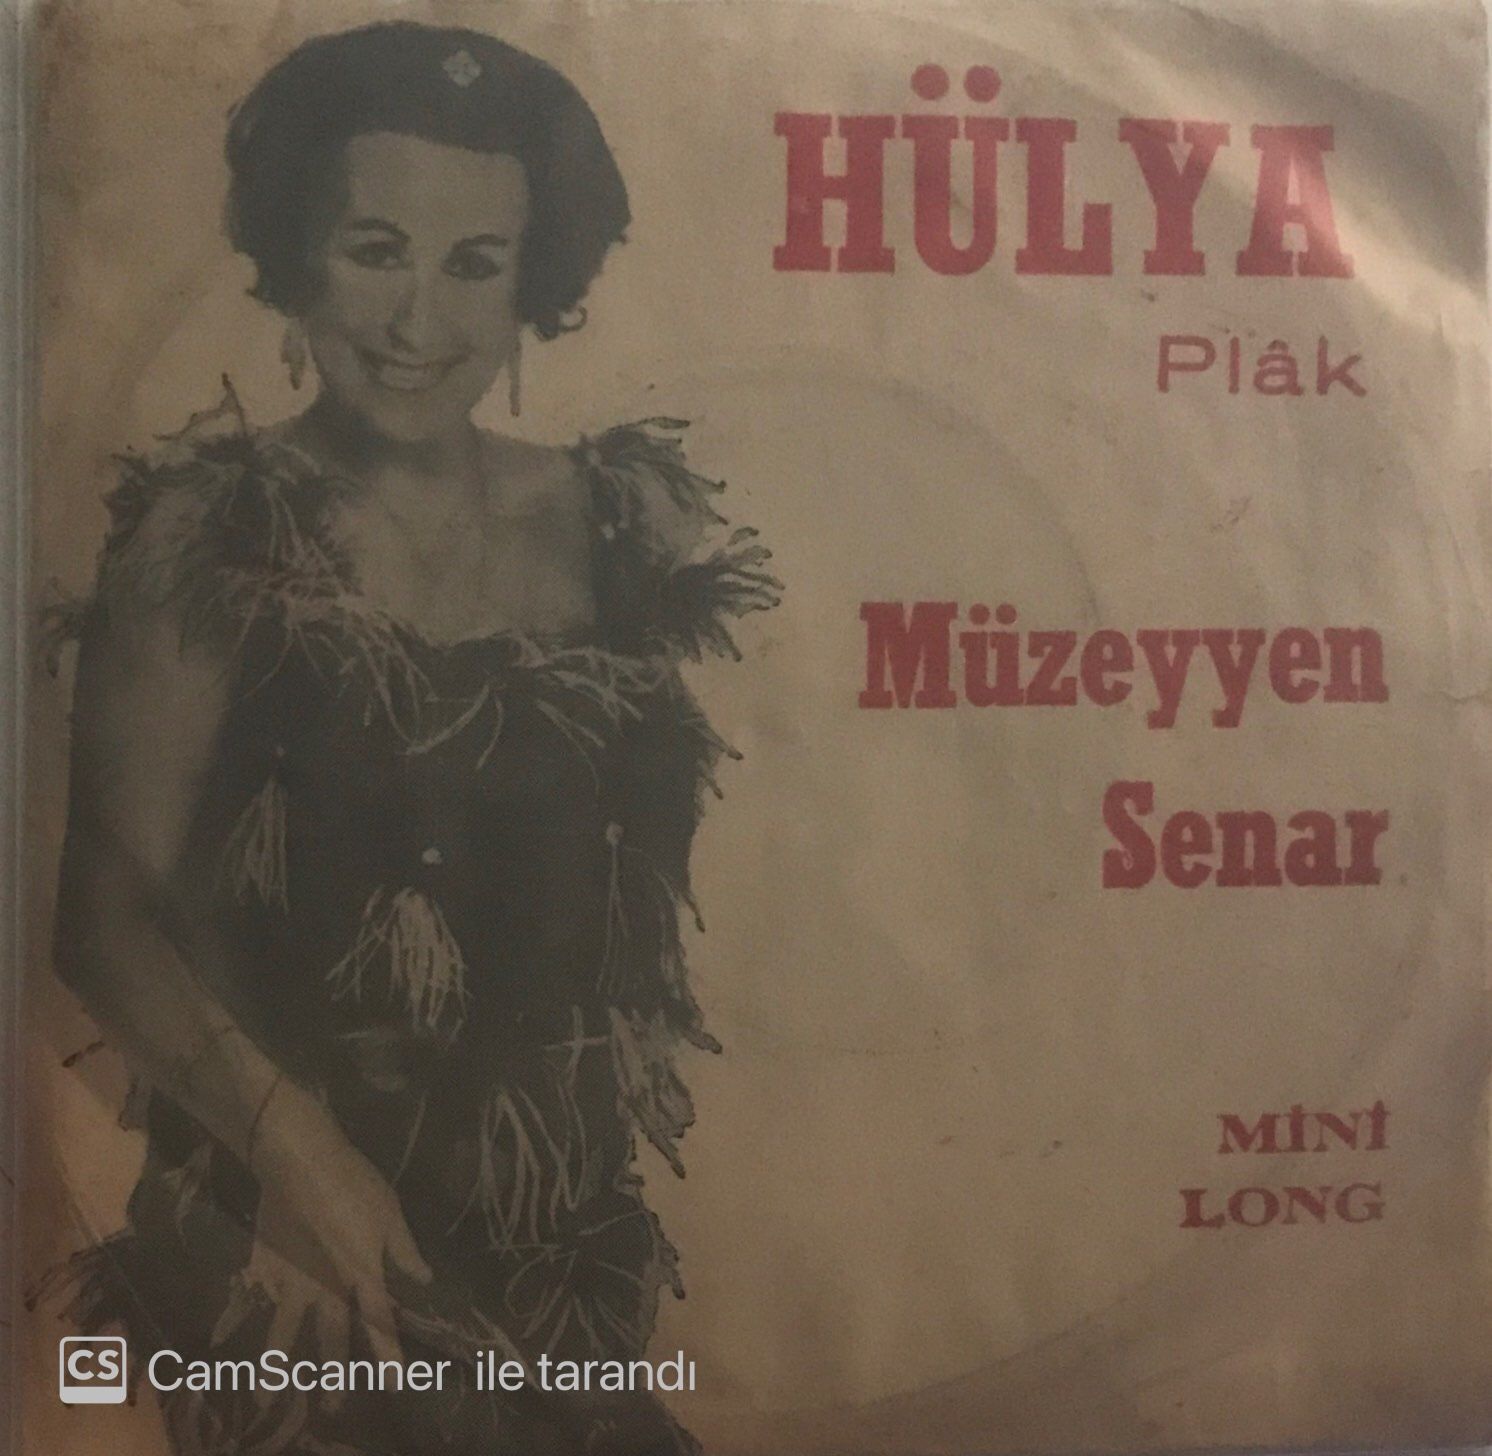 HÜLYA
Plâk
Müzeyyen
Senar
MİNİ
LONG
CS CamScanner ile tarandı